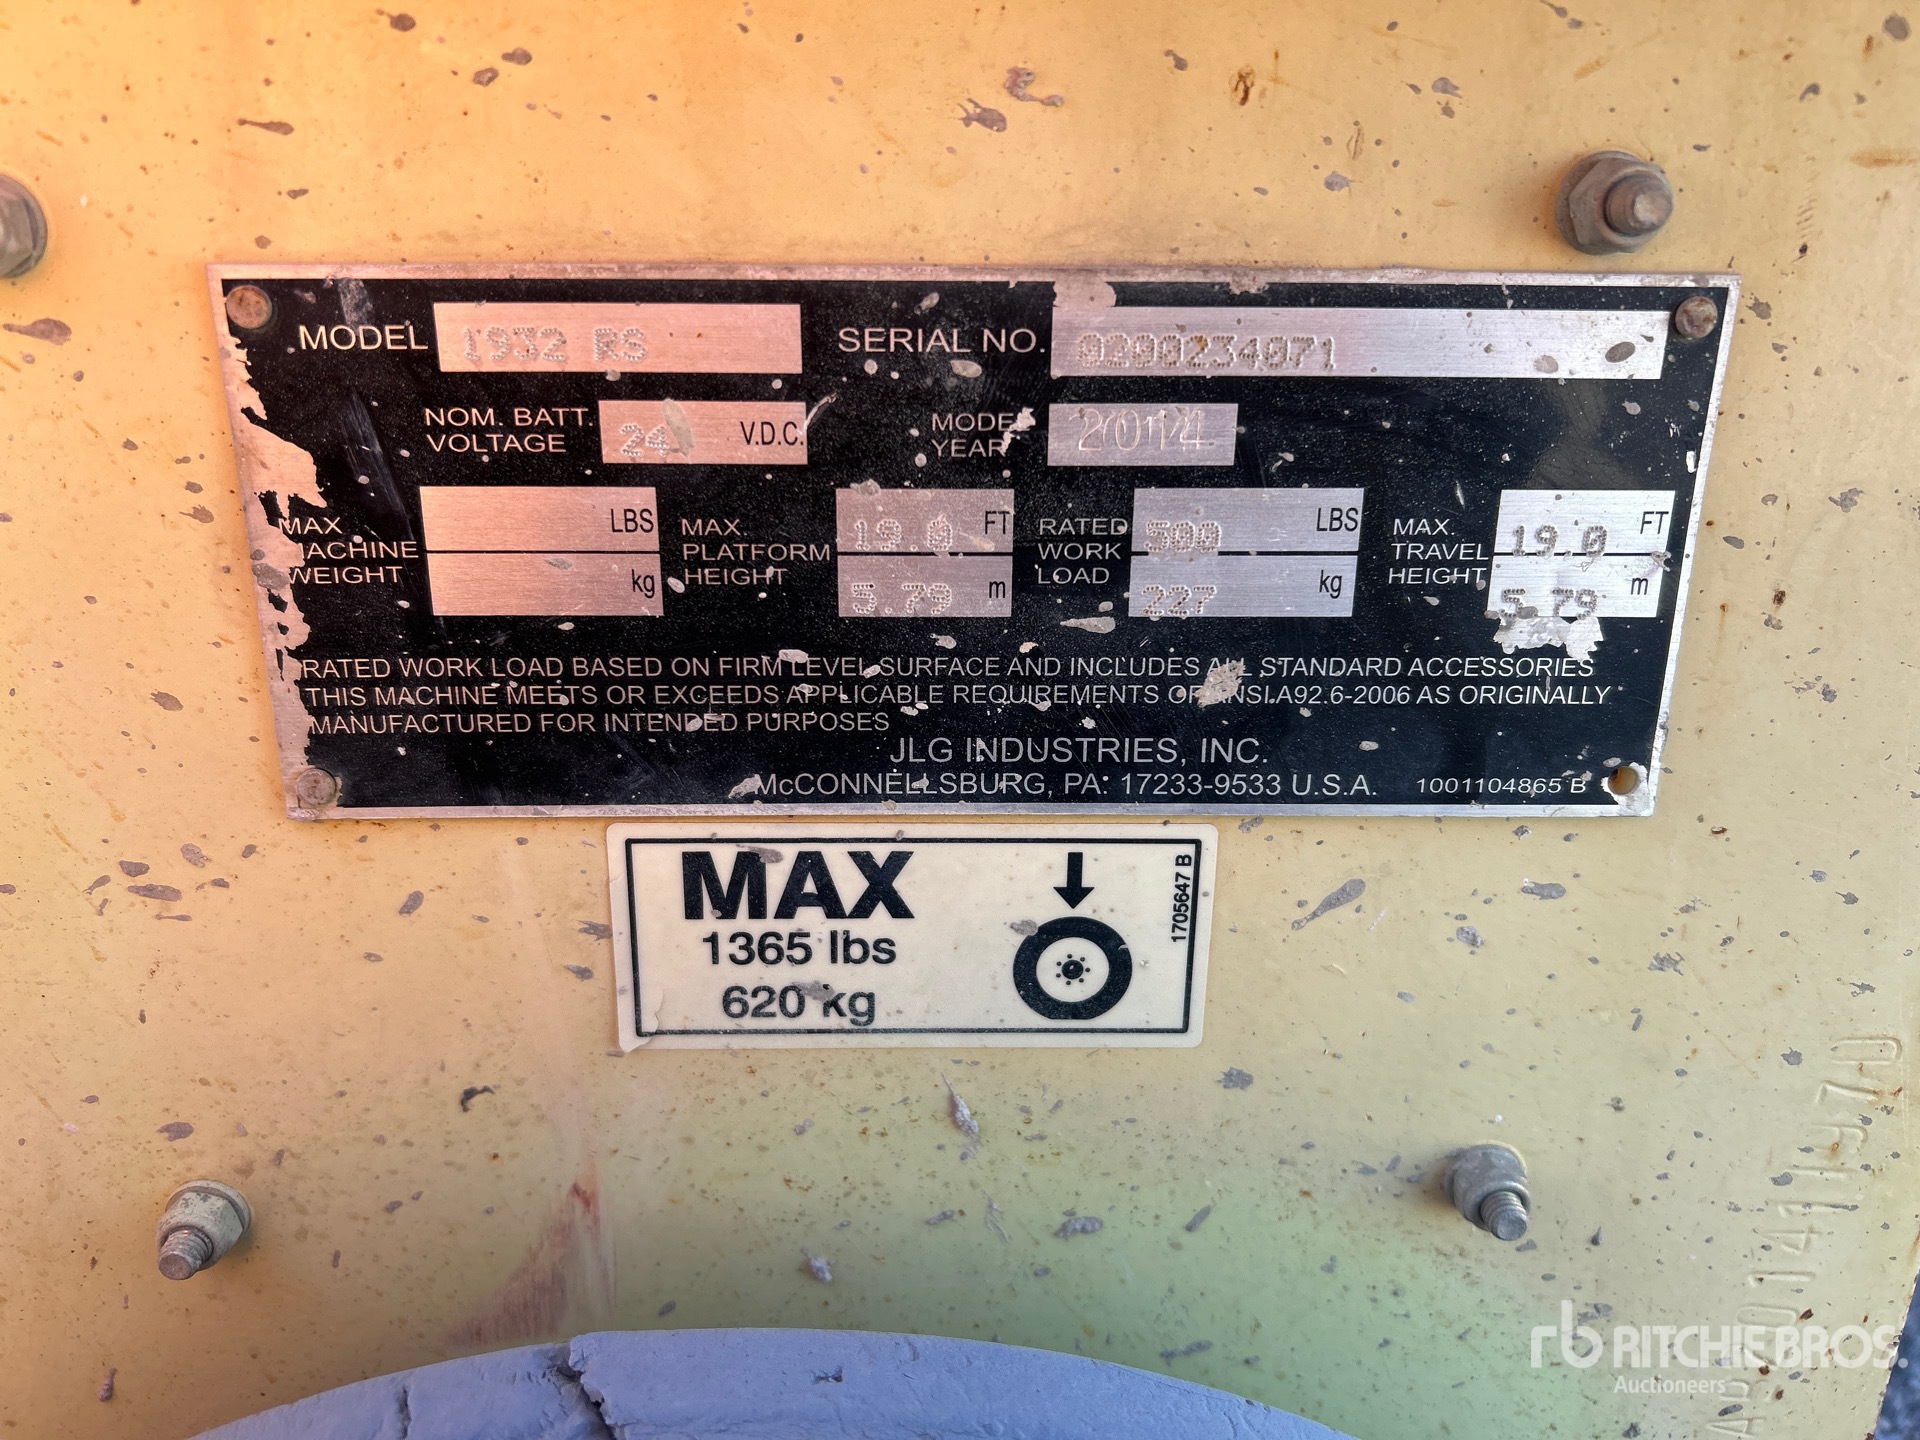 MODEL 1932 RS SERIAL NO. 0200234071
NOM. BATT. VOLTAGE 24 V.D.C. MODEL YEAR 2014
MAX MACHINE WEIGHT LBS kg
MAX. PLATFORM HEIGHT 19.0 FT 5.79 m
RATED WORK LOAD 500 LBS 227 kg
MAX. TRAVEL HEIGHT 19.0 FT 5.79 m
RATED WORK LOAD BASED ON FIRM LEVEL SURFACE AND INCLUDES ALL STANDARD ACCESSORIES
THIS MACHINE MEETS OR EXCEEDS APPLICABLE REQUIREMENTS OF ANSI.A92.6-2006 AS ORIGINALLY
MANUFACTURED FOR INTENDED PURPOSES
JLG INDUSTRIES, INC.
McCONNELLSBURG, PA. 17233-9533 U.S.A. 1001104865 B
MAX
1365 lbs
620 kg
1705647 B
rb RITCHIE BROS.
Auctioneers